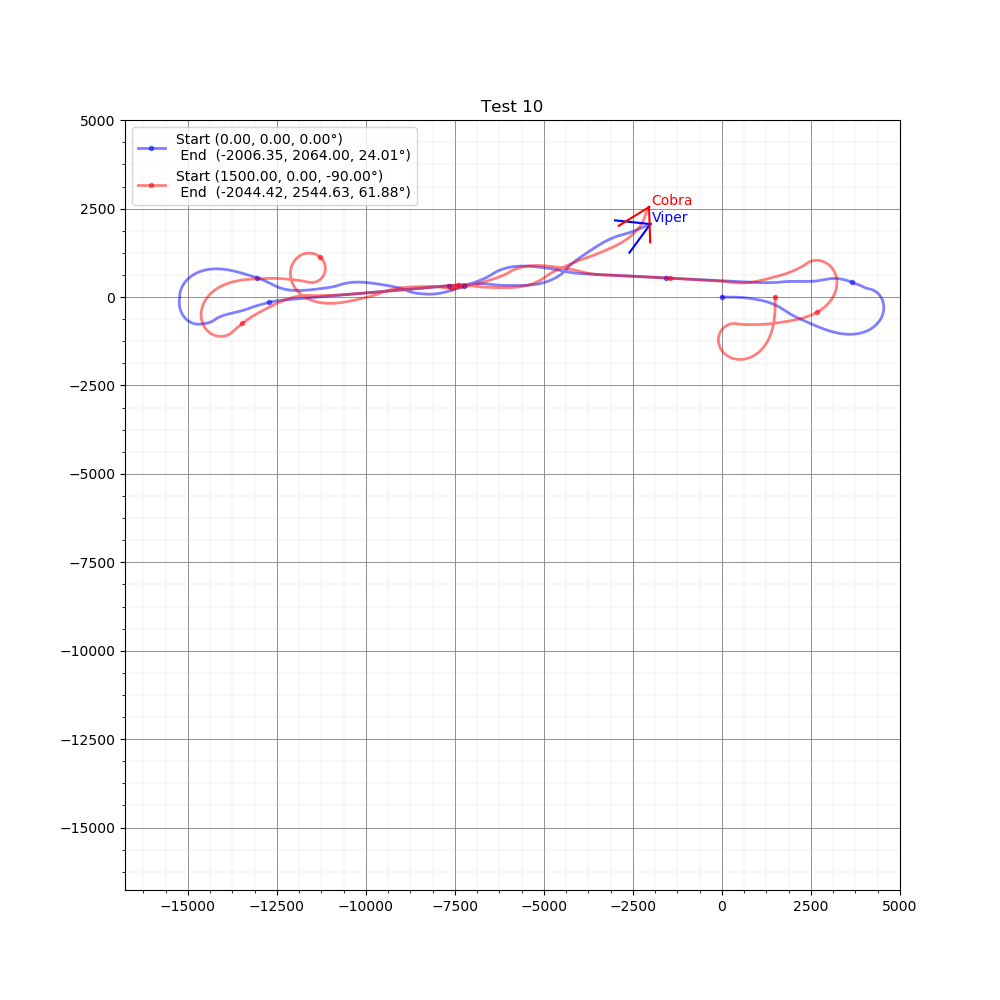 Test 10
Start (0.00, 0.00, 0.00°)
End (-2006.35, 2064.00, 24.01°)
Start (1500.00, 0.00, -90.00°)
End (-2044.42, 2544.63, 61.88°)
Cobra
Viper
5000
2500
0
−2500
−5000
−7500
−10000
−12500
−15000
−15000 −12500 −10000 −7500 −5000 −2500 0 2500 5000